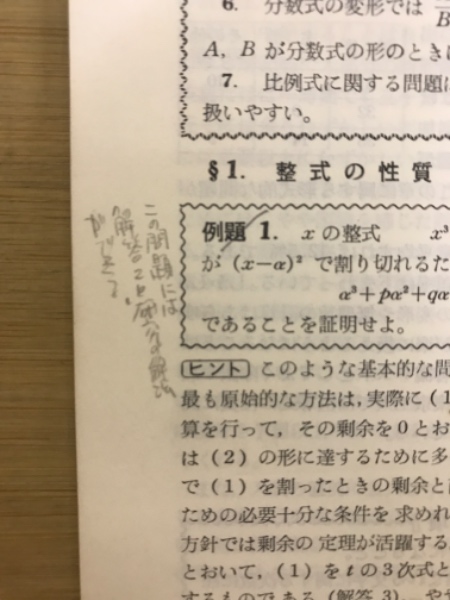 6. 分数式の変形では
B
A, B が分数式の形のときに
7. 比例式に関する問題は
扱いやすい。
§1. 整式の性質
例題 1. x の整式 x³
が (x−α)² で割り切れるた
α³+pα²+qα
であることを証明せよ。
ヒント このような基本的な問
最も原始的な方法は,実際に (1
算を行って,その剰余を0とお
は (2) の形に達するために多
で (1) を割ったときの剰余と
ための必要十分な条件を 求めれ
方針では剰余の 定理が活躍する
とおいて, (1) を t の3次式と
するものである (解答 3).
この問題には